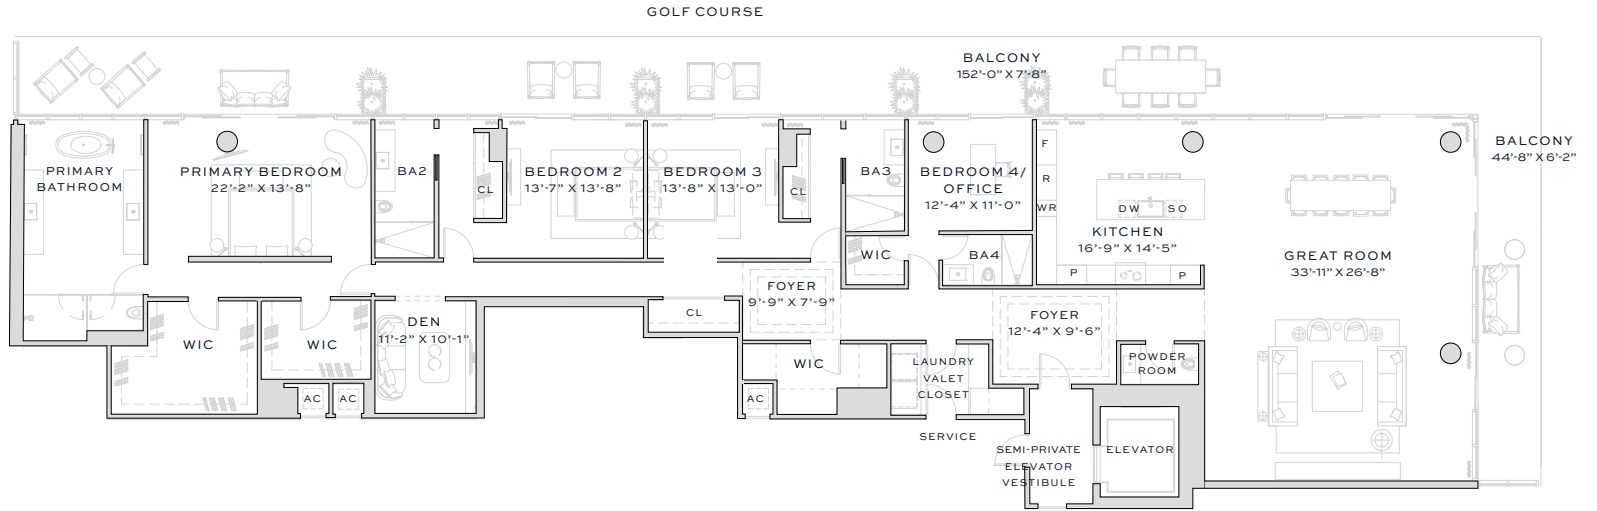 GOLF COURSE
BALCONY
152'-0" X 7'-8"
BALCONY
44'-8" X 6'-2"
PRIMARY
BATHROOM
PRIMARY BEDROOM
22'-2" X 13'-8"
BA2
CL
BEDROOM 2
13'-7" X 13'-8"
BEDROOM 3
13'-8" X 13'-0"
CL
BA3
BEDROOM 4/
OFFICE
12'-4" X 11'-0"
F
R
WR
DW
SO
KITCHEN
16'-9" X 14'-5"
P
P
GREAT ROOM
33'-11" X 26'-8"
WIC
BA4
FOYER
9'-9" X 7'-9"
CL
FOYER
12'-4" X 9'-6"
DEN
11'-2" X 10'-1"
WIC
WIC
AC
AC
WIC
AC
LAUNDRY
VALET
CLOSET
POWDER
ROOM
SERVICE
SEMI-PRIVATE
ELEVATOR
VESTIBULE
ELEVATOR